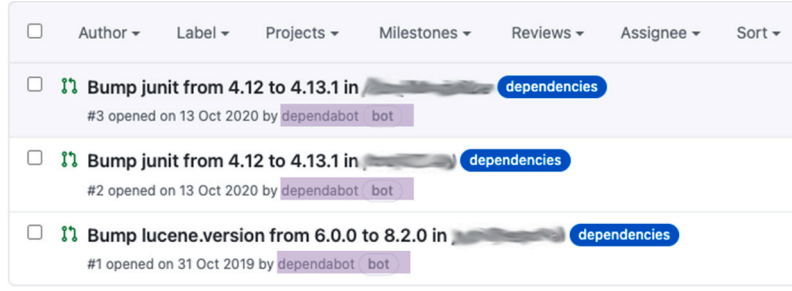 Author Label Projects Milestones Reviews Assignee Sort
Bump junit from 4.12 to 4.13.1 in dependencies
#3 opened on 13 Oct 2020 by dependabot bot
Bump junit from 4.12 to 4.13.1 in dependencies
#2 opened on 13 Oct 2020 by dependabot bot
Bump lucene.version from 6.0.0 to 8.2.0 in dependencies
#1 opened on 31 Oct 2019 by dependabot bot